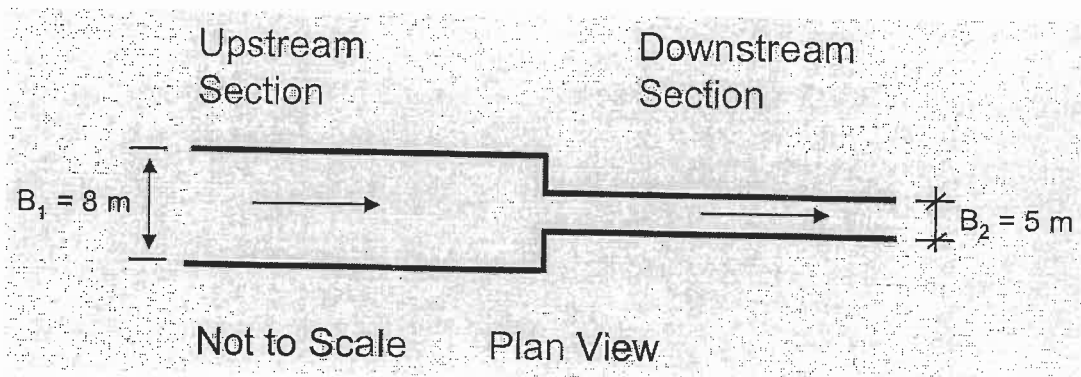 Upstream
Section
Downstream
Section
B₁ = 8 m
B₂ = 5 m
Not to Scale
Plan View